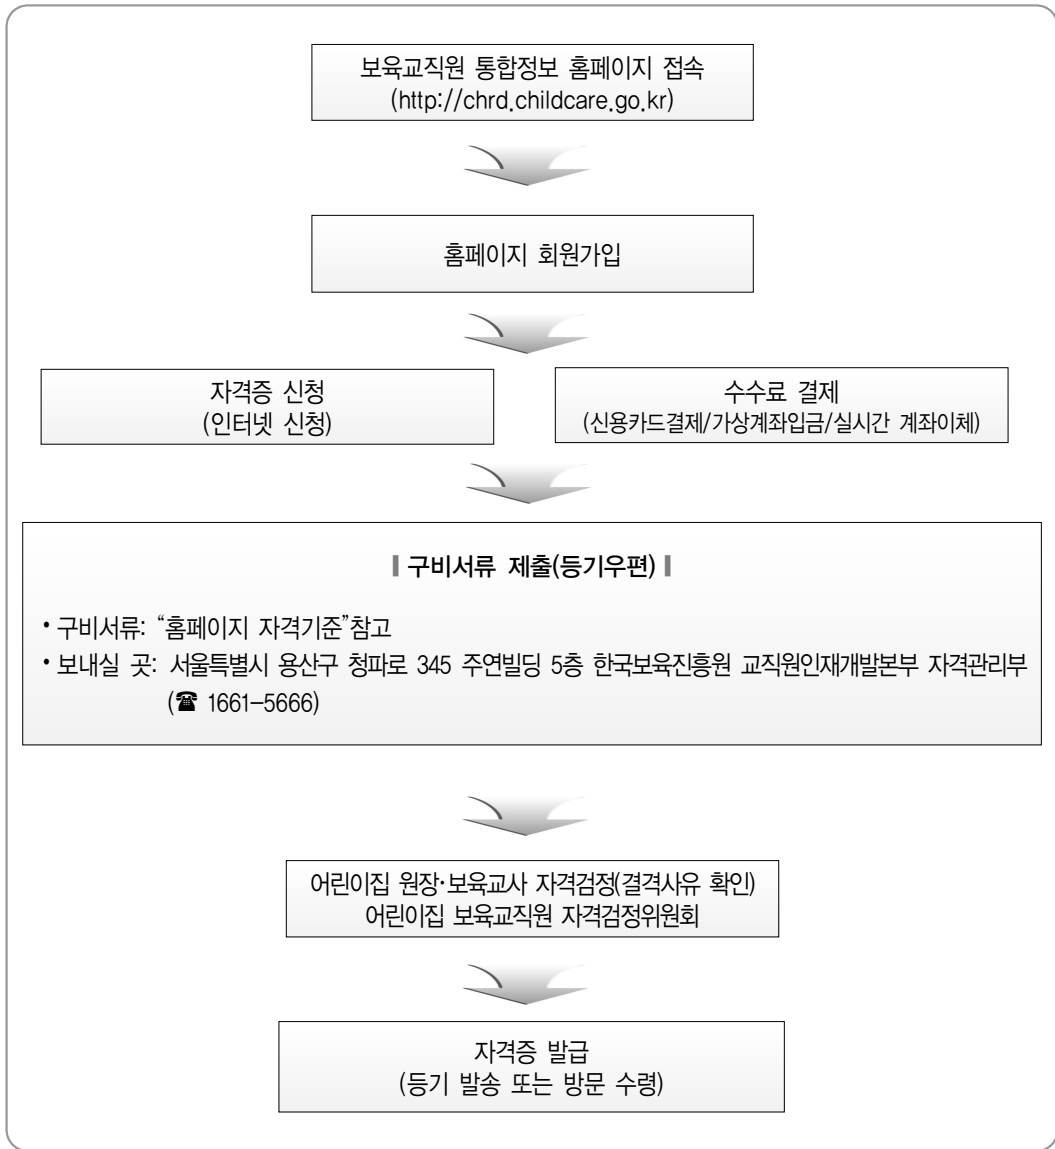 보육교직원 통합정보 홈페이지 접속
(http://chrd.childcare.go.kr)
홈페이지 회원가입
자격증 신청
(인터넷 신청)
수수료 결제
(신용카드결제/가상계좌입금/실시간 계좌이체)
‖ 구비서류 제출(등기우편) ‖
• 구비서류: “홈페이지 자격기준”참고
• 보내실 곳: 서울특별시 용산구 청파로 345 주연빌딩 5층 한국보육진흥원 교직원인재개발본부 자격관리부
(☎ 1661-5666)
어린이집 원장·보육교사 자격검정(결격사유 확인)
어린이집 보육교직원 자격검정위원회
자격증 발급
(등기 발송 또는 방문 수령)